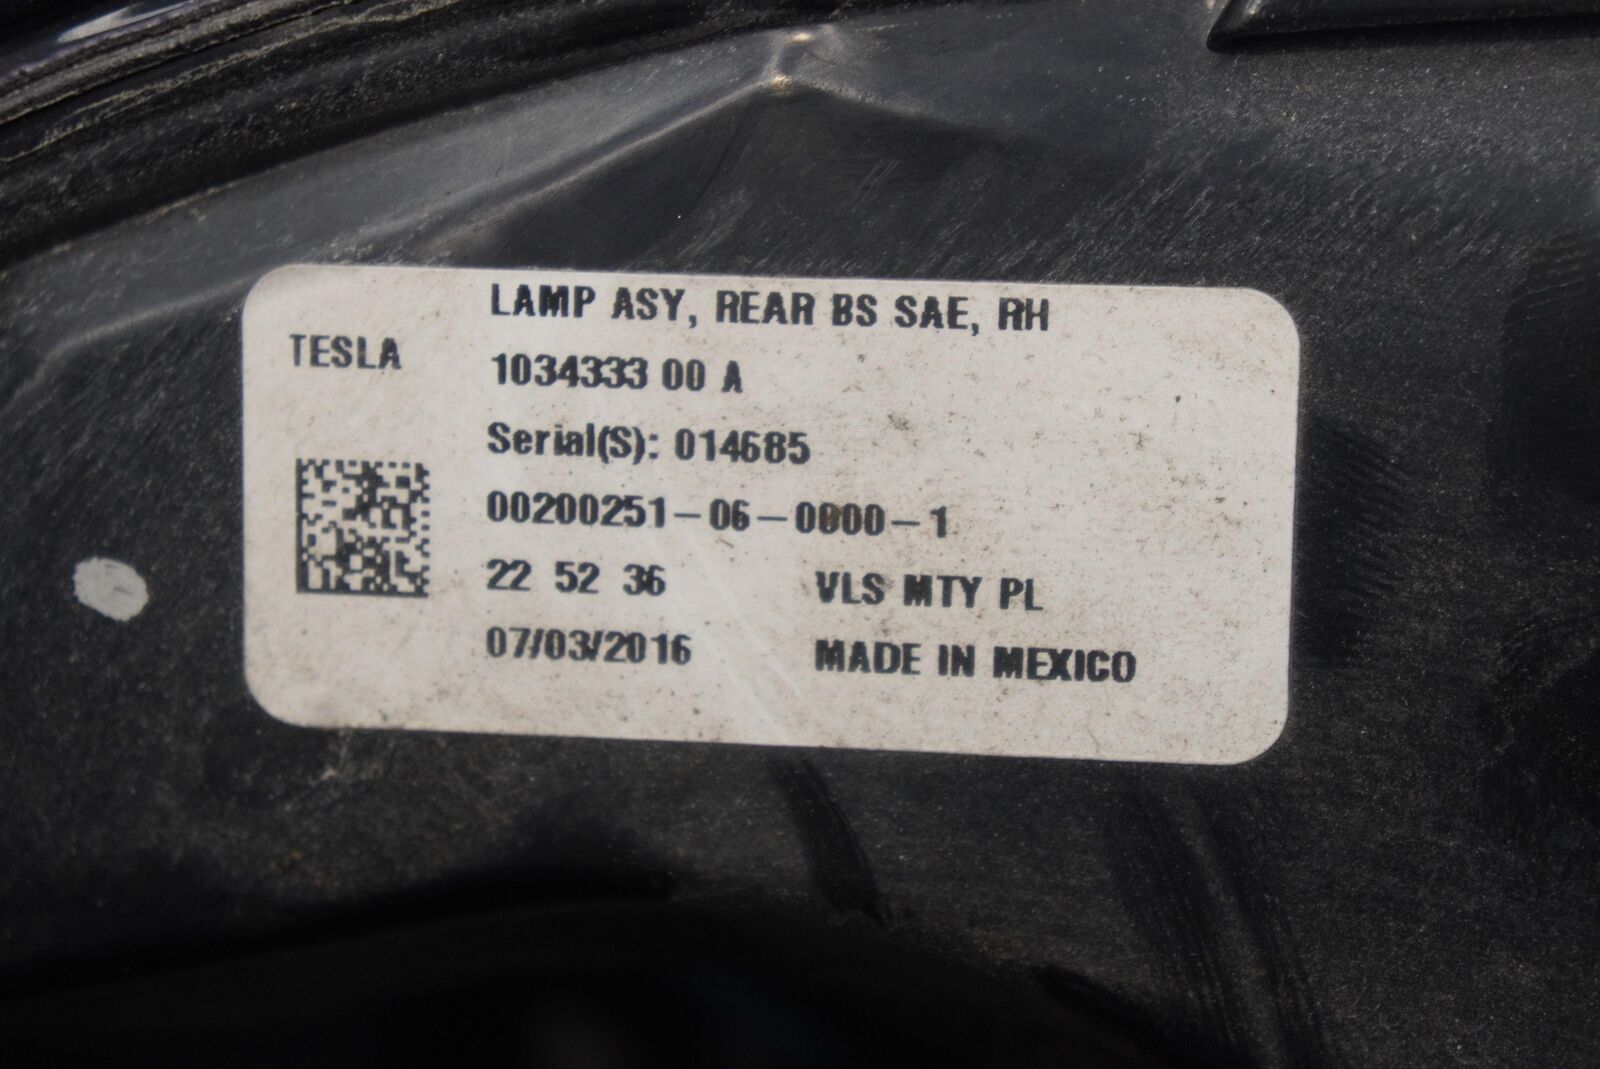 LAMP ASY, REAR BS SAE, RH
TESLA
1034333 00 A
Serial(S): 014685
00200251-06-0000-1
22 52 36 VLS MTY PL
07/03/2016 MADE IN MEXICO